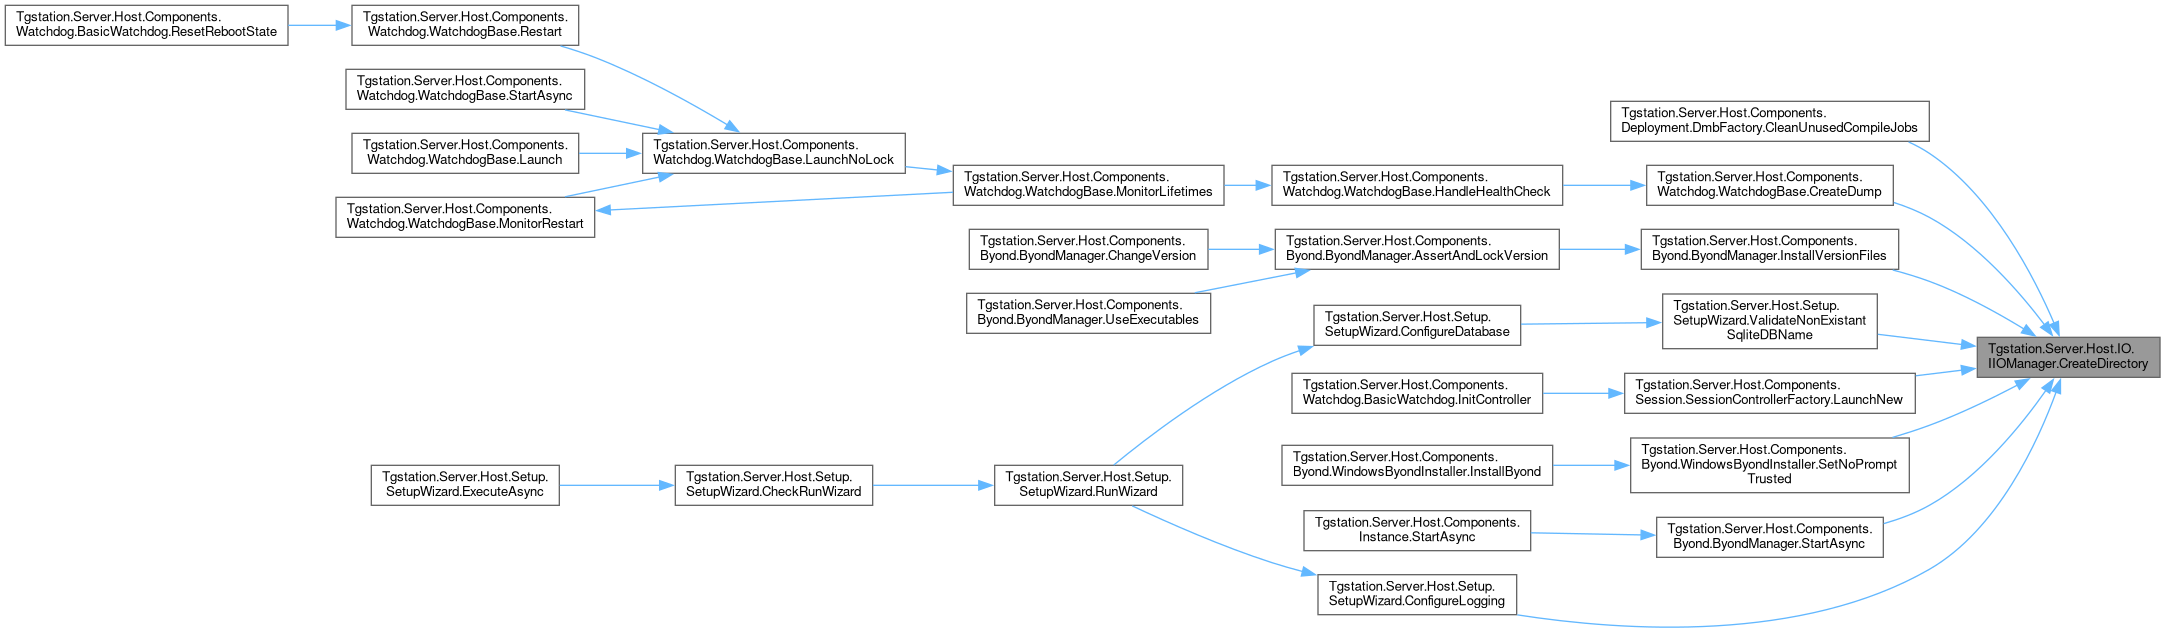 Tgstation.Server.Host.Components.
Watchdog.BasicWatchdog.ResetRebootState
Tgstation.Server.Host.Components.
Watchdog.WatchdogBase.Restart
Tgstation.Server.Host.Components.
Watchdog.WatchdogBase.StartAsync
Tgstation.Server.Host.Components.
Watchdog.WatchdogBase.Launch
Tgstation.Server.Host.Components.
Watchdog.WatchdogBase.MonitorRestart
Tgstation.Server.Host.Components.
Watchdog.WatchdogBase.LaunchNoLock
Tgstation.Server.Host.Components.
Watchdog.WatchdogBase.MonitorLifetimes
Tgstation.Server.Host.Components.
Watchdog.WatchdogBase.HandleHealthCheck
Tgstation.Server.Host.Components.
Deployment.DmbFactory.CleanUnusedCompileJobs
Tgstation.Server.Host.Components.
Watchdog.WatchdogBase.CreateDump
Tgstation.Server.Host.Components.
Byond.ByondManager.ChangeVersion
Tgstation.Server.Host.Components.
Byond.ByondManager.AssertAndLockVersion
Tgstation.Server.Host.Components.
Byond.ByondManager.InstallVersionFiles
Tgstation.Server.Host.Components.
Byond.ByondManager.UseExecutables
Tgstation.Server.Host.Setup.
SetupWizard.ConfigureDatabase
Tgstation.Server.Host.Setup.
SetupWizard.ValidateNonExistant
SqliteDBName
Tgstation.Server.Host.IO.
IIOManager.CreateDirectory
Tgstation.Server.Host.Components.
Watchdog.BasicWatchdog.InitController
Tgstation.Server.Host.Components.
Session.SessionControllerFactory.LaunchNew
Tgstation.Server.Host.Components.
Byond.WindowsByondInstaller.InstallByond
Tgstation.Server.Host.Components.
Byond.WindowsByondInstaller.SetNoPrompt
Trusted
Tgstation.Server.Host.Setup.
SetupWizard.ExecuteAsync
Tgstation.Server.Host.Setup.
SetupWizard.CheckRunWizard
Tgstation.Server.Host.Setup.
SetupWizard.RunWizard
Tgstation.Server.Host.Components.
Instance.StartAsync
Tgstation.Server.Host.Components.
Byond.ByondManager.StartAsync
Tgstation.Server.Host.Setup.
SetupWizard.ConfigureLogging